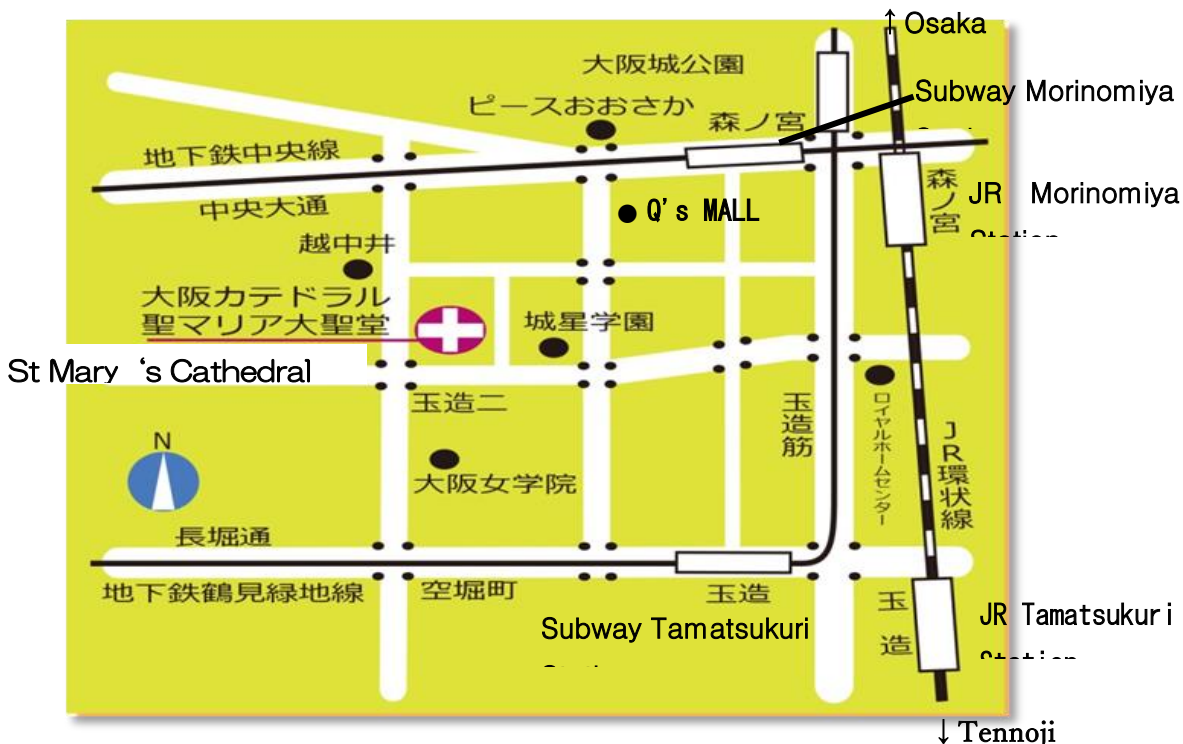 ↑ Osaka
大阪城公園
Subway Morinomiya
ピースおおさか
森ノ宮
地下鉄中央線
中央大通
森ノ宮
JR Morinomiya
Station
Q's MALL
越中井
大阪カテドラル
聖マリア大聖堂
城星学園
St Mary‘s Cathedral
玉造二
玉造筋
ロイヤルホームセンター
JR環状線
N
大阪女学院
長堀通
地下鉄鶴見緑地線
空堀町
玉造
玉造
Subway Tamatsukuri
JR Tamatsukuri
Station
↓ Tennoji